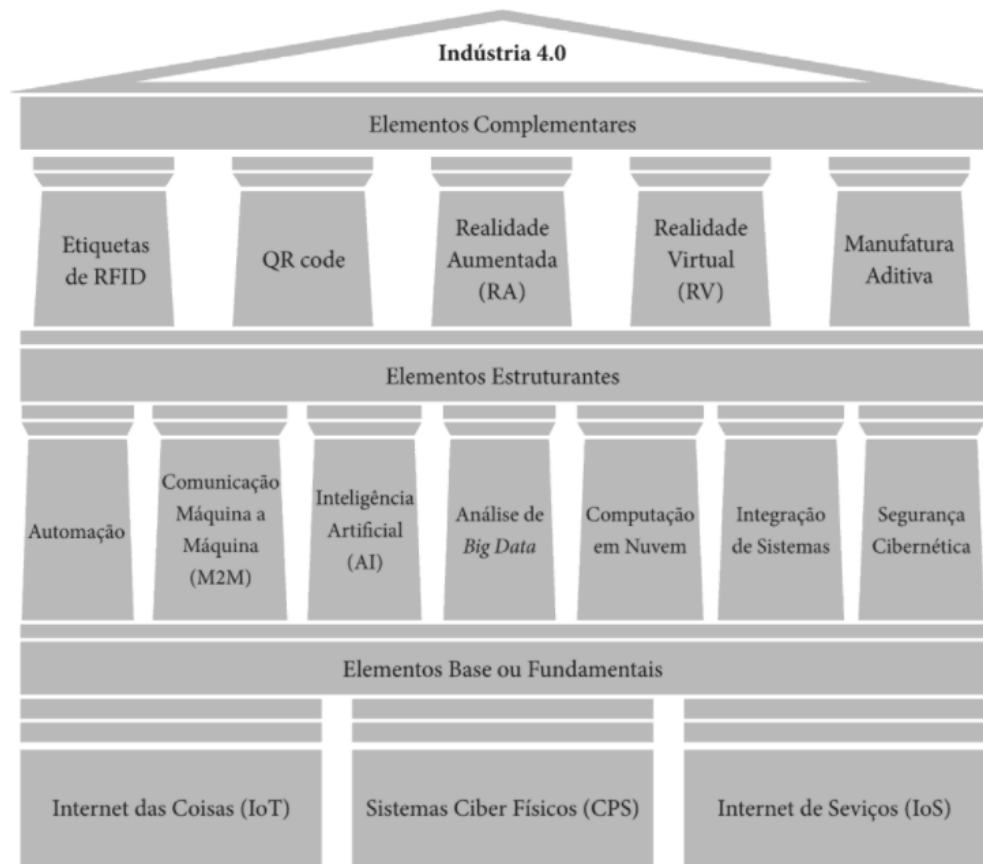 Indústria 4.0
Elementos Complementares
Etiquetas
de RFID
QR code
Realidade
Aumentada
(RA)
Realidade
Virtual
(RV)
Manufatura
Aditiva
Elementos Estruturantes
Automação
Comunicação
Máquina a
Máquina
(M2M)
Inteligência
Artificial
(AI)
Análise de
Big Data
Computação
em Nuvem
Integração
de Sistemas
Segurança
Cibernética
Elementos Base ou Fundamentais
Internet das Coisas (IoT)
Sistemas Ciber Físicos (CPS)
Internet de Seviços (IoS)